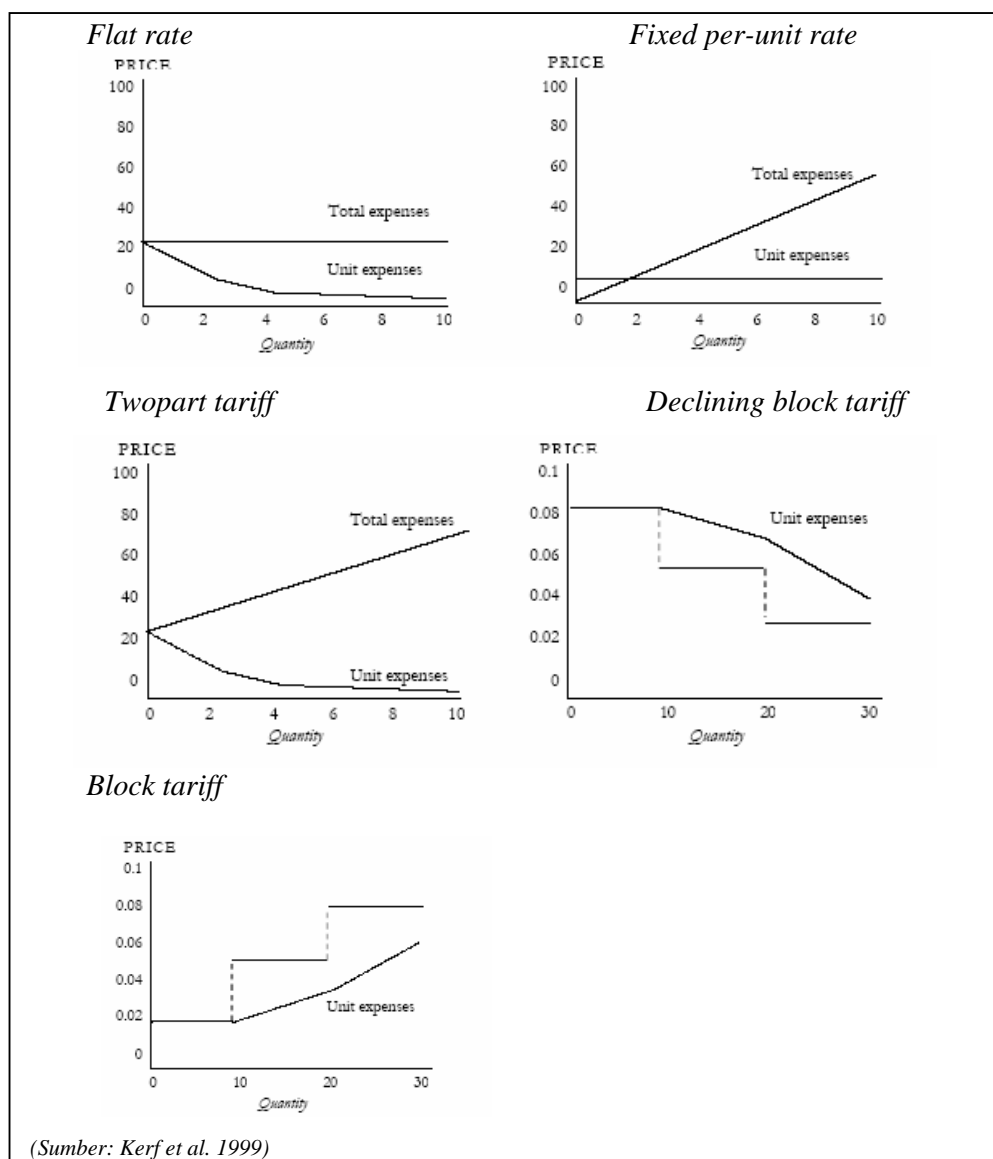 Flat rate
PRICE
100
80
60
40
20
0
Total expenses
Unit expenses
0 2 4 6 8 10
Quantity
Fixed per-unit rate
PRICE
100
80
60
40
20
0
Total expenses
Unit expenses
0 2 4 6 8 10
Quantity
Twopart tariff
PRICE
100
80
60
40
20
0
Total expenses
Unit expenses
0 2 4 6 8 10
Quantity
Declining block tariff
PRICE
0.1
0.08
0.06
0.04
0.02
0
Unit expenses
0 10 20 30
Quantity
Block tariff
PRICE
0.1
0.08
0.06
0.04
0.02
0
Unit expenses
0 10 20 30
Quantity
(Sumber: Kerf et al. 1999)